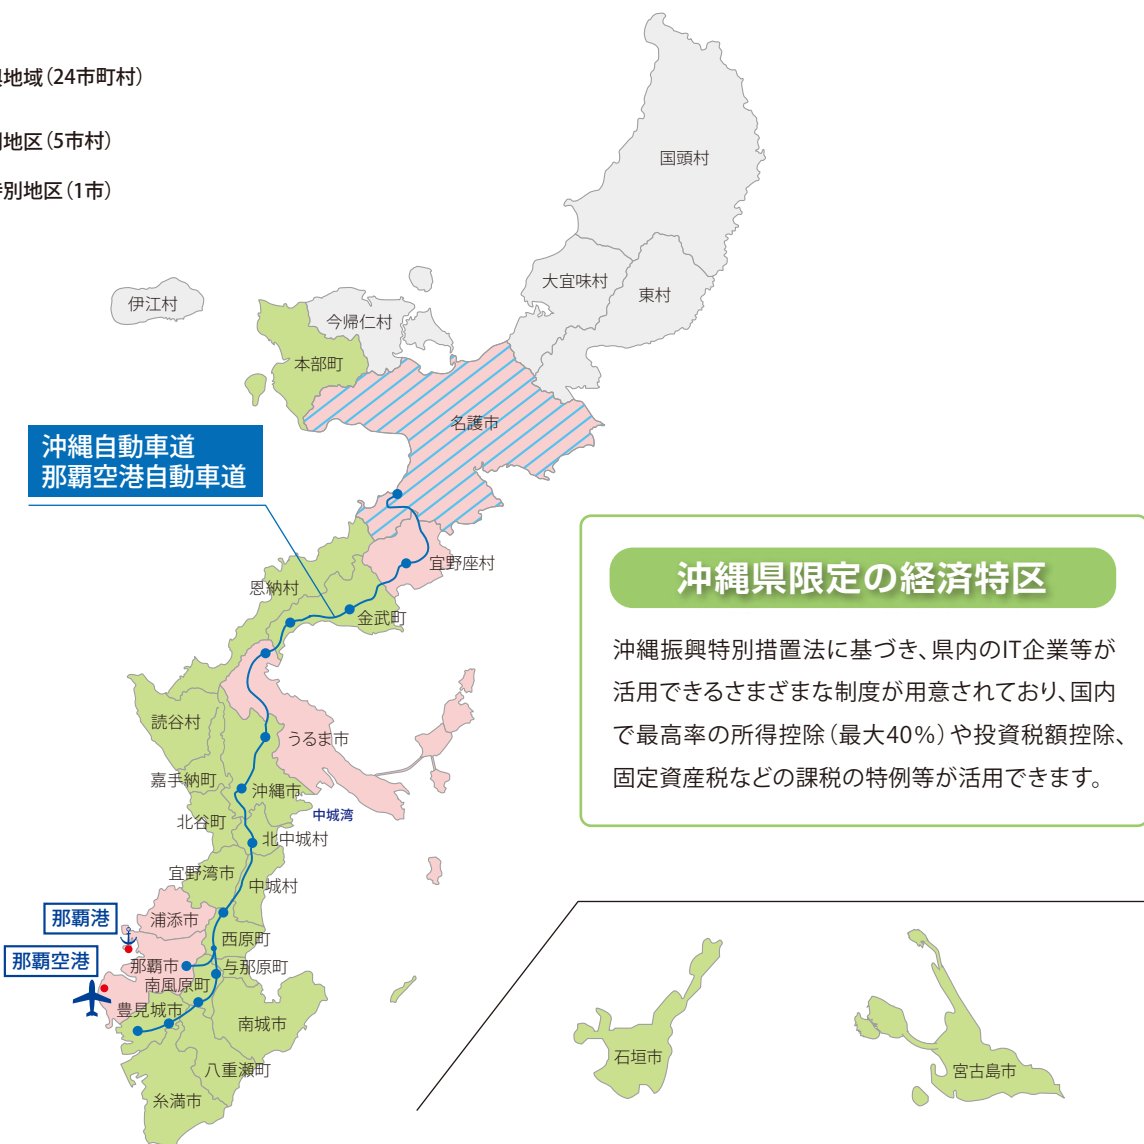 地域（24市町村）
地区（5市村）
別地区（1市）
国頭村
大宜味村
東村
伊江村
今帰仁村
本部町
名護市
沖縄自動車道
那覇空港自動車道
宜野座村
恩納村
金武町
沖縄県限定の経済特区
沖縄振興特別措置法に基づき、県内のIT企業等が
活用できるさまざまな制度が用意されており、国内
で最高率の所得控除（最大40％）や投資税額控除、
固定資産税などの課税の特例等が活用できます。
読谷村
うるま市
嘉手納町
沖縄市
中城湾
北谷町
北中城村
宜野湾市
中城村
浦添市
那覇港
西原町
那覇空港
那覇市
与那原町
南風原町
豊見城市
南城市
八重瀬町
糸満市
石垣市
宮古島市